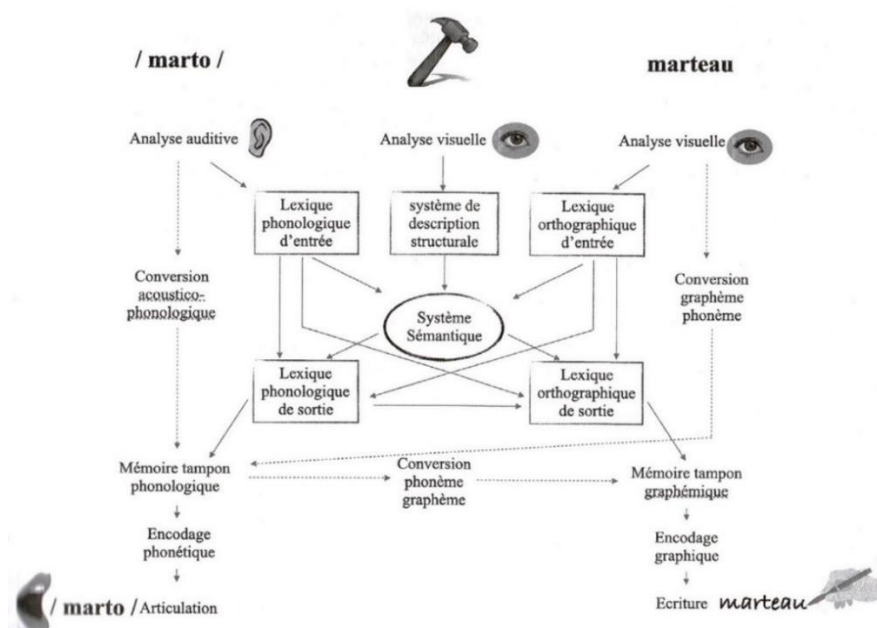 / marto /
marteau
Analyse auditive
Analyse visuelle
Analyse visuelle
Lexique
phonologique
d'entrée
système de
description
structurale
Lexique
orthographique
d'entrée
Conversion
acoustico-
phonologique
Conversion
graphème
phonème
Système
Sémantique
Lexique
phonologique
de sortie
Lexique
orthographique
de sortie
Mémoire tampon
phonologique
Conversion
phonème
graphème
Mémoire tampon
graphémique
Encodage
phonétique
Encodage
graphique
/ marto / Articulation
Ecriture marteau